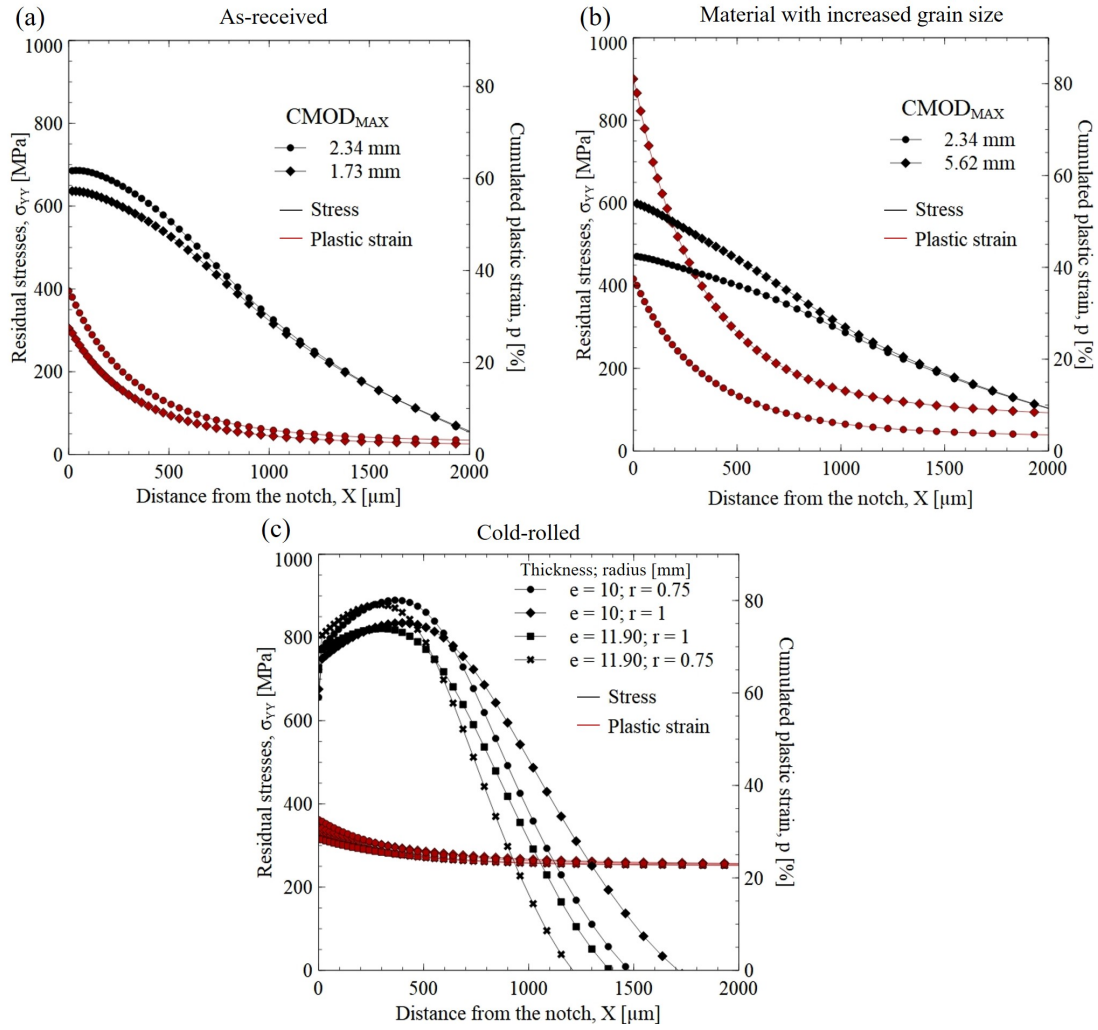 (a)
As-received
1000
800
600
400
200
0
Residual stresses, σYY [MPa]
80
60
40
20
0
Cumulated plastic strain, p [%]
CMODMAX
2.34 mm
1.73 mm
Stress
Plastic strain
0 500 1000 1500 2000
Distance from the notch, X [µm]
(b)
Material with increased grain size
1000
800
600
400
200
0
Residual stresses, σYY [MPa]
80
60
40
20
0
Cumulated plastic strain, p [%]
CMODMAX
2.34 mm
5.62 mm
Stress
Plastic strain
0 500 1000 1500 2000
Distance from the notch, X [µm]
(c)
Cold-rolled
1000
800
600
400
200
0
Residual stresses, σYY [MPa]
80
60
40
20
0
Cumulated plastic strain, p [%]
Thickness; radius [mm]
e = 10; r = 0.75
e = 10; r = 1
e = 11.90; r = 1
e = 11.90; r = 0.75
Stress
Plastic strain
0 500 1000 1500 2000
Distance from the notch, X [µm]